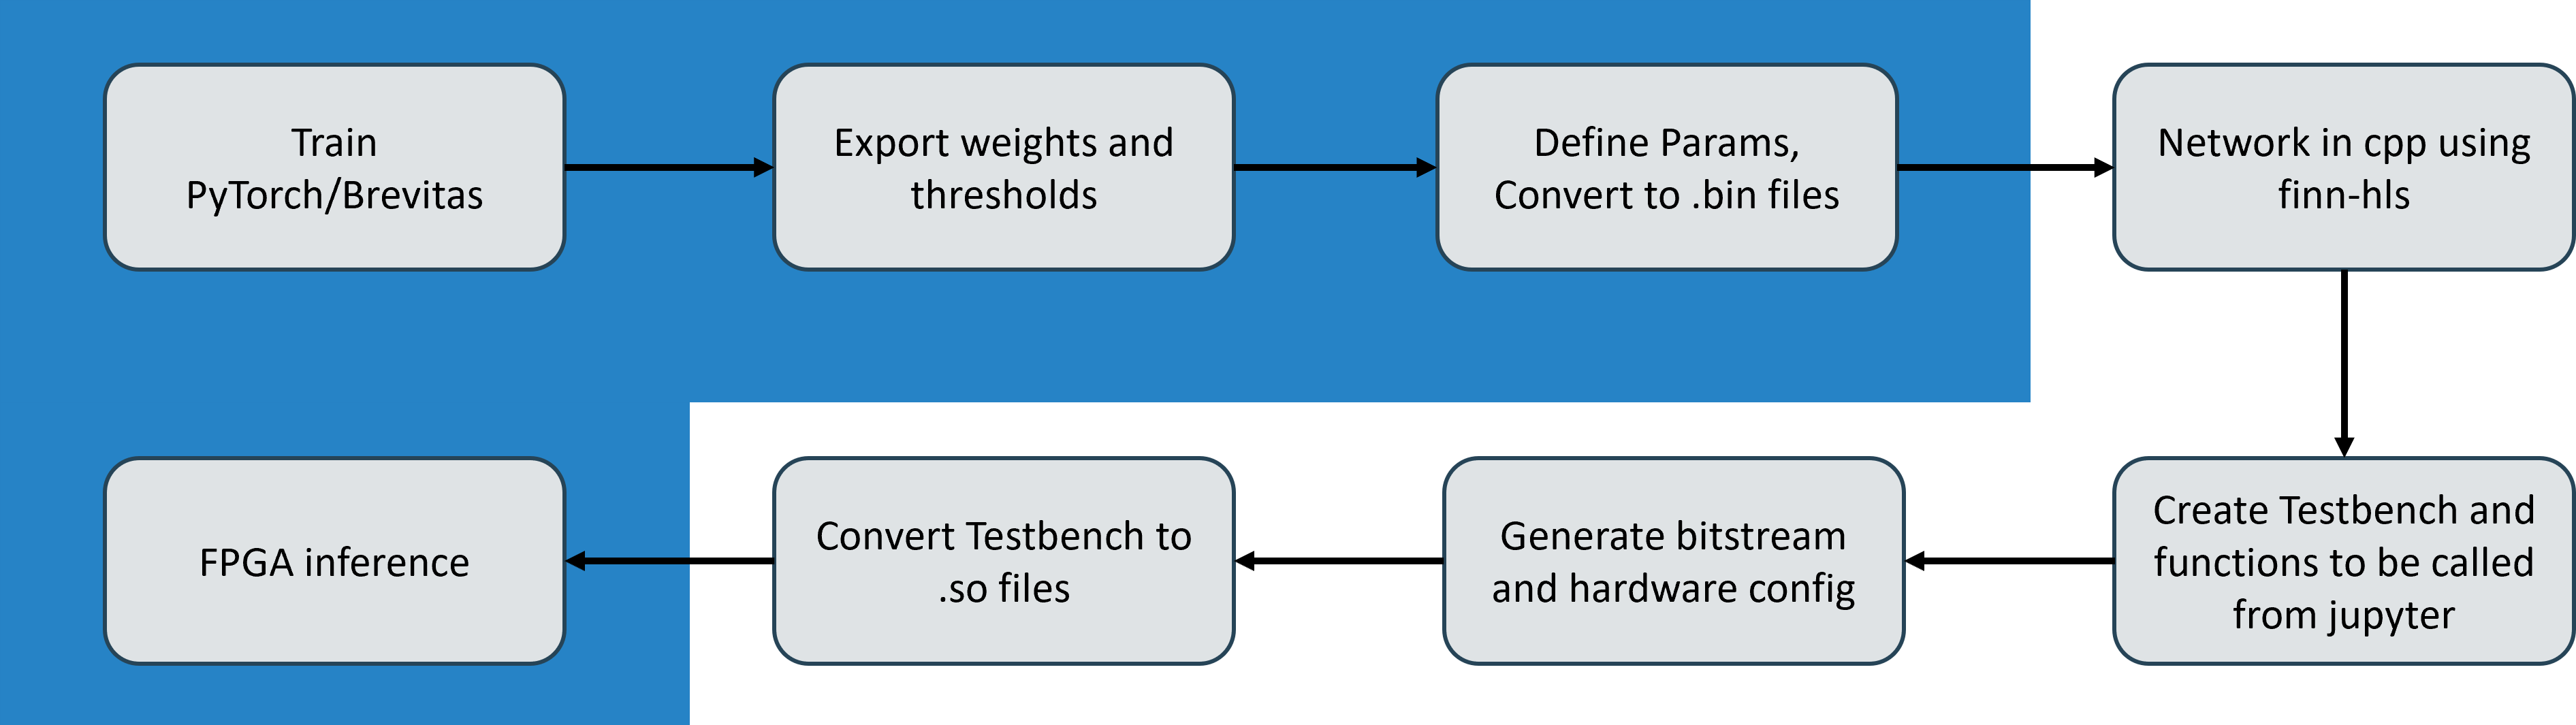 Train
PyTorch/Brevitas
Export weights and
thresholds
Define Params,
Convert to .bin files
Network in cpp using
finn-hls
Create Testbench and
functions to be called
from jupyter
Generate bitstream
and hardware config
Convert Testbench to
.so files
FPGA inference